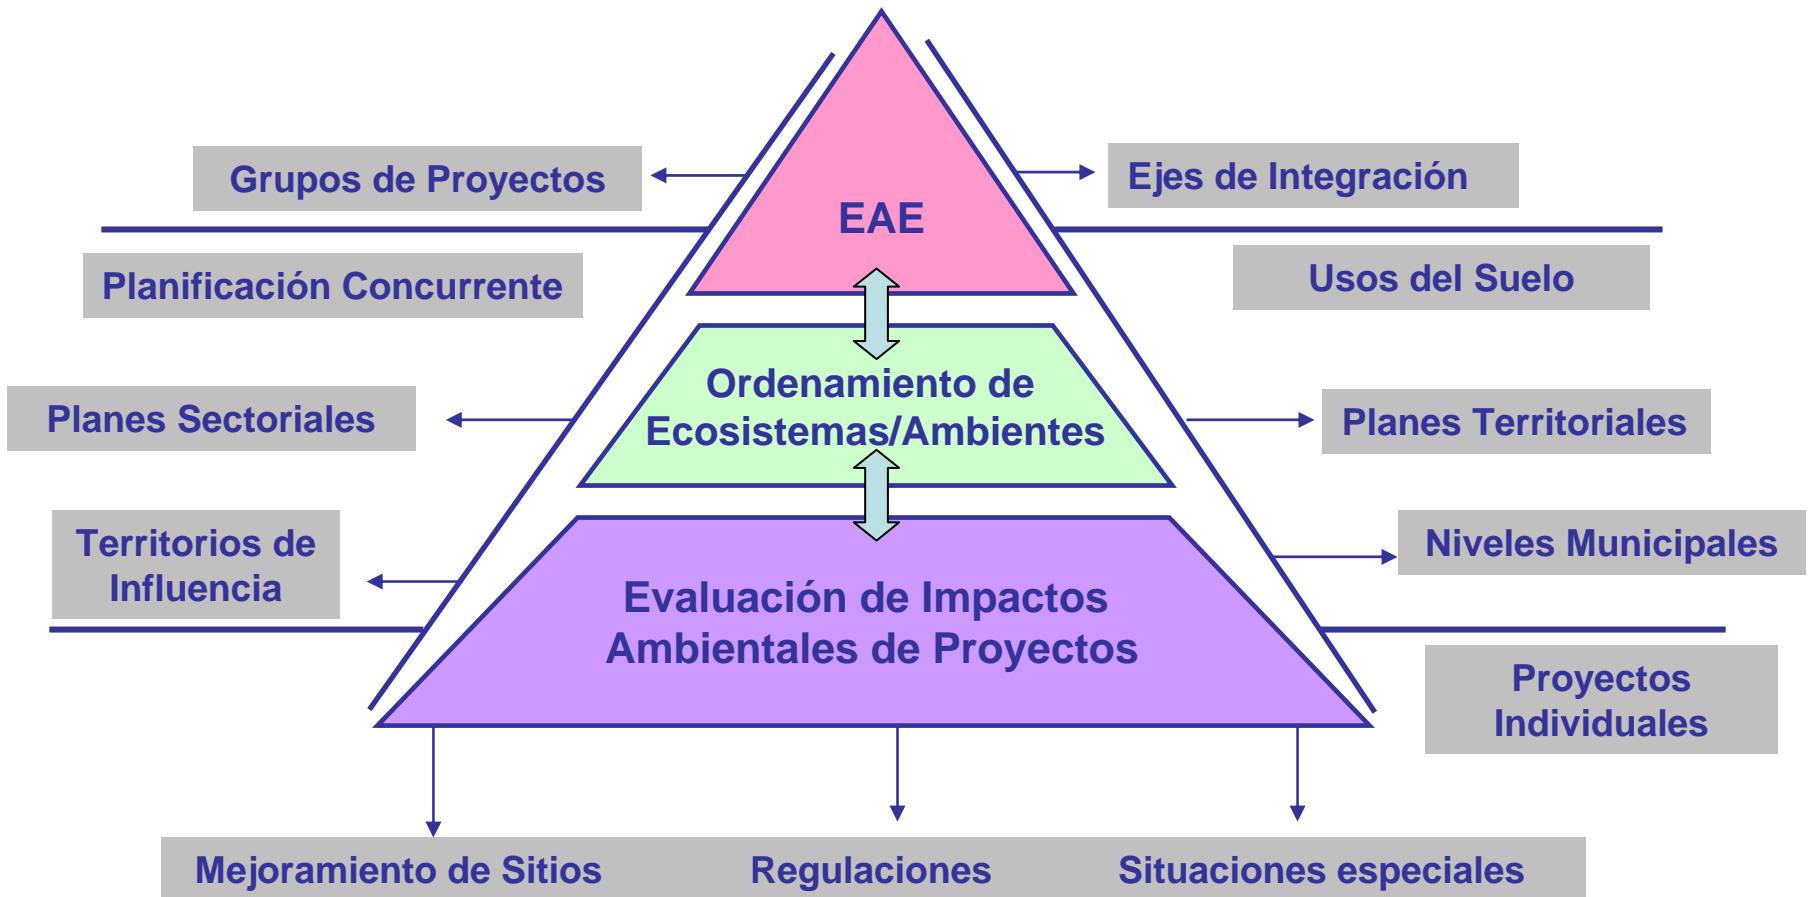 Grupos de Proyectos
Ejes de Integración
EAE
Planificación Concurrente
Usos del Suelo
Ordenamiento de
Ecosistemas/Ambientes
Planes Sectoriales
Planes Territoriales
Territorios de
Influencia
Niveles Municipales
Evaluación de Impactos
Ambientales de Proyectos
Proyectos
Individuales
Mejoramiento de Sitios
Regulaciones
Situaciones especiales